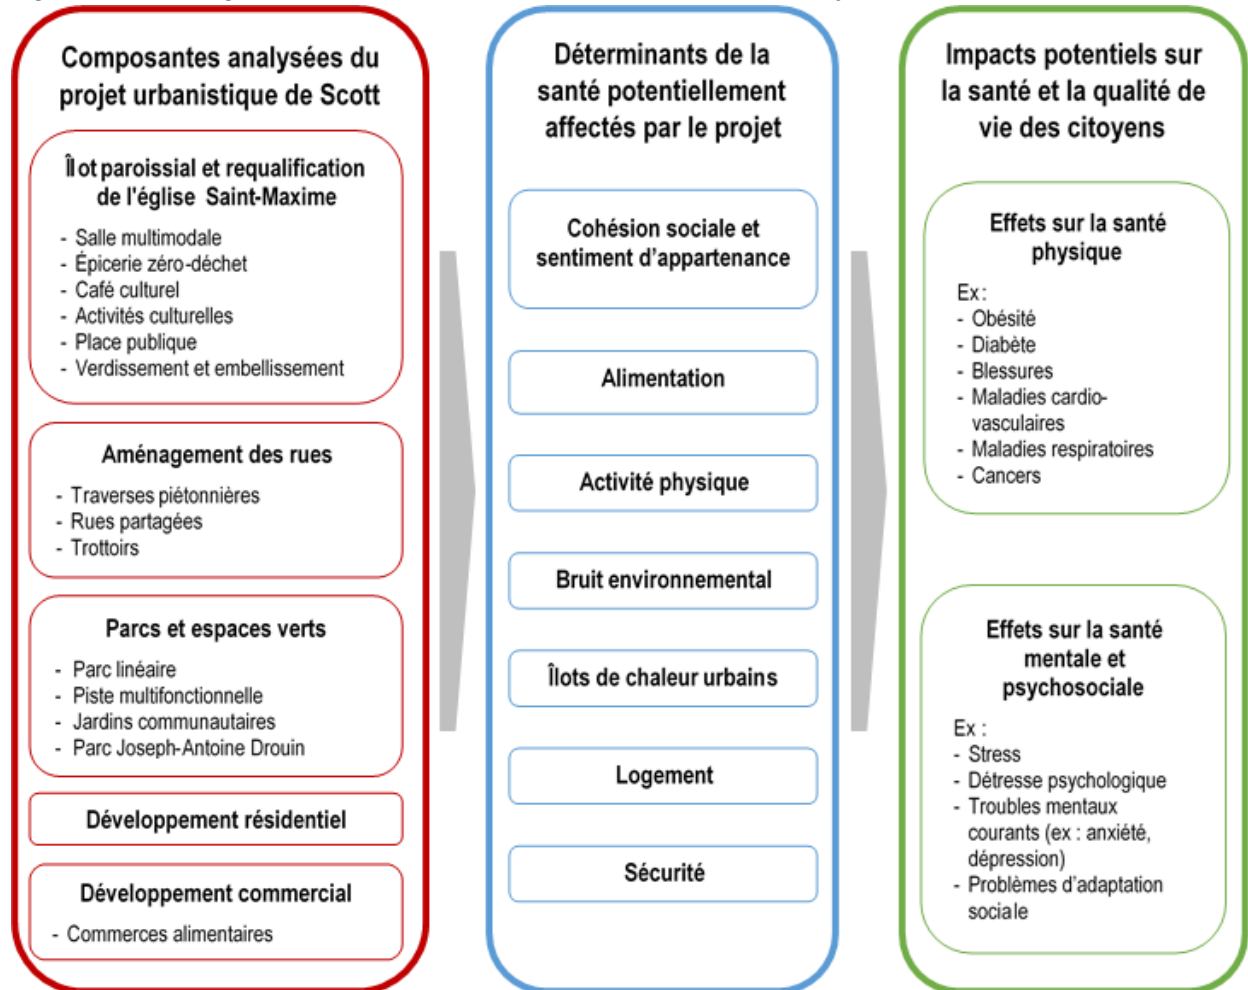 Composantes analysées du
projet urbanistique de Scott
Îlot paroissial et requalification
de l'église Saint-Maxime
- Salle multimodale
- Épicerie zéro-déchet
- Café culturel
- Activités culturelles
- Place publique
- Verdissement et embellissement
Aménagement des rues
- Traverses piétonnières
- Rues partagées
- Trottoirs
Parcs et espaces verts
- Parc linéaire
- Piste multifonctionnelle
- Jardins communautaires
- Parc Joseph-Antoine Drouin
Développement résidentiel
Développement commercial
- Commerces alimentaires
Déterminants de la
santé potentiellement
affectés par le projet
Cohésion sociale et
sentiment d'appartenance
Alimentation
Activité physique
Bruit environnemental
Îlots de chaleur urbains
Logement
Sécurité
Impacts potentiels sur
la santé et la qualité de
vie des citoyens
Effets sur la santé
physique
Ex :
- Obésité
- Diabète
- Blessures
- Maladies cardio-
vasculaires
- Maladies respiratoires
- Cancers
Effets sur la santé
mentale et
psychosociale
Ex :
- Stress
- Détresse psychologique
- Troubles mentaux
courants (ex : anxiété,
dépression)
- Problèmes d'adaptation
sociale